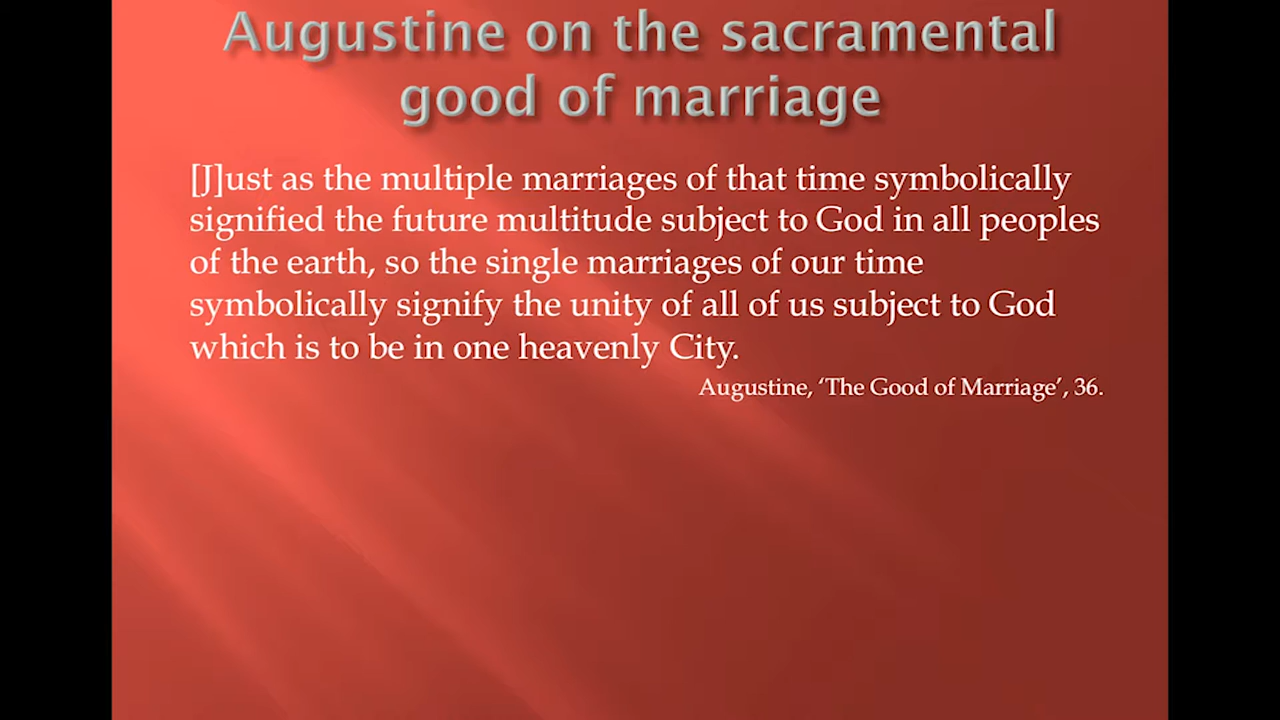 Augustine on the sacramental
good of marriage
[J]ust as the multiple marriages of that time symbolically
signified the future multitude subject to God in all peoples
of the earth, so the single marriages of our time
symbolically signify the unity of all of us subject to God
which is to be in one heavenly City.
Augustine, ‘The Good of Marriage’, 36.